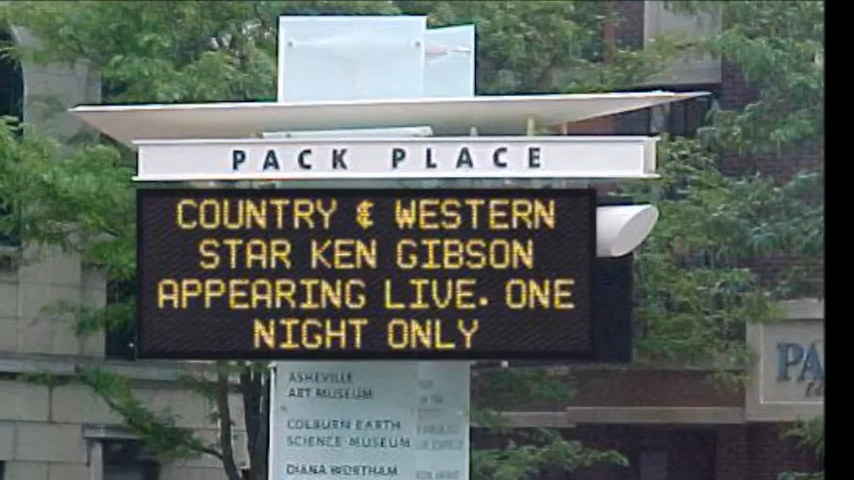 PACK PLACE
COUNTRY & WESTERN
STAR KEN GIBSON
APPEARING LIVE. ONE
NIGHT ONLY
ASHEVILLE
ART MUSEUM
COLBURN EARTH
SCIENCE MUSEUM
DIANA WORTHAM